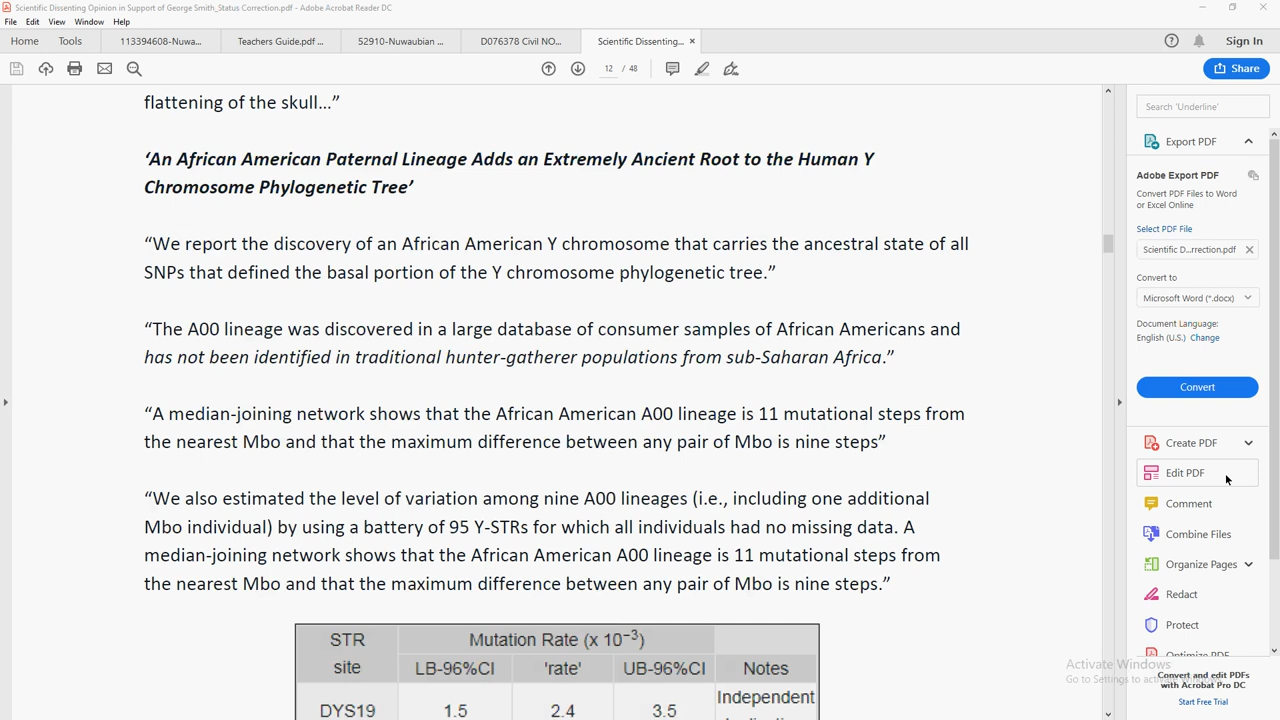 Scientific Dissenting Opinion in Support of George Smith_Status Correction.pdf - Adobe Acrobat Reader DC
File Edit View Window Help
Home Tools 113394608-Nuwa... Teachers Guide.pdf ... 52910-Nuwaubian ... D076378 Civil NO... Scientific Dissenting... × Sign In
12 / 48 Share
flattening of the skull…”
‘An African American Paternal Lineage Adds an Extremely Ancient Root to the Human Y
Chromosome Phylogenetic Tree’
“We report the discovery of an African American Y chromosome that carries the ancestral state of all
SNPs that defined the basal portion of the Y chromosome phylogenetic tree.”
“The A00 lineage was discovered in a large database of consumer samples of African Americans and
has not been identified in traditional hunter-gatherer populations from sub-Saharan Africa.”
“A median-joining network shows that the African American A00 lineage is 11 mutational steps from
the nearest Mbo and that the maximum difference between any pair of Mbo is nine steps”
“We also estimated the level of variation among nine A00 lineages (i.e., including one additional
Mbo individual) by using a battery of 95 Y-STRs for which all individuals had no missing data. A
median-joining network shows that the African American A00 lineage is 11 mutational steps from
the nearest Mbo and that the maximum difference between any pair of Mbo is nine steps.”
STR Mutation Rate (x 10⁻³)
site LB-96%CI 'rate' UB-96%CI Notes
DYS19 1.5 2.4 3.5 Independent
Search 'Underline'
Export PDF
Adobe Export PDF
Convert PDF Files to Word
or Excel Online
Select PDF File
Scientific D...rrection.pdf
Convert to
Microsoft Word (*.docx)
Document Language:
English (U.S.) Change
Convert
Create PDF
Edit PDF
Comment
Combine Files
Organize Pages
Redact
Protect
Optimize PDF
Activate Windows
Go to Settings to activate
Convert and edit PDFs
with Acrobat Pro DC
Start Free Trial